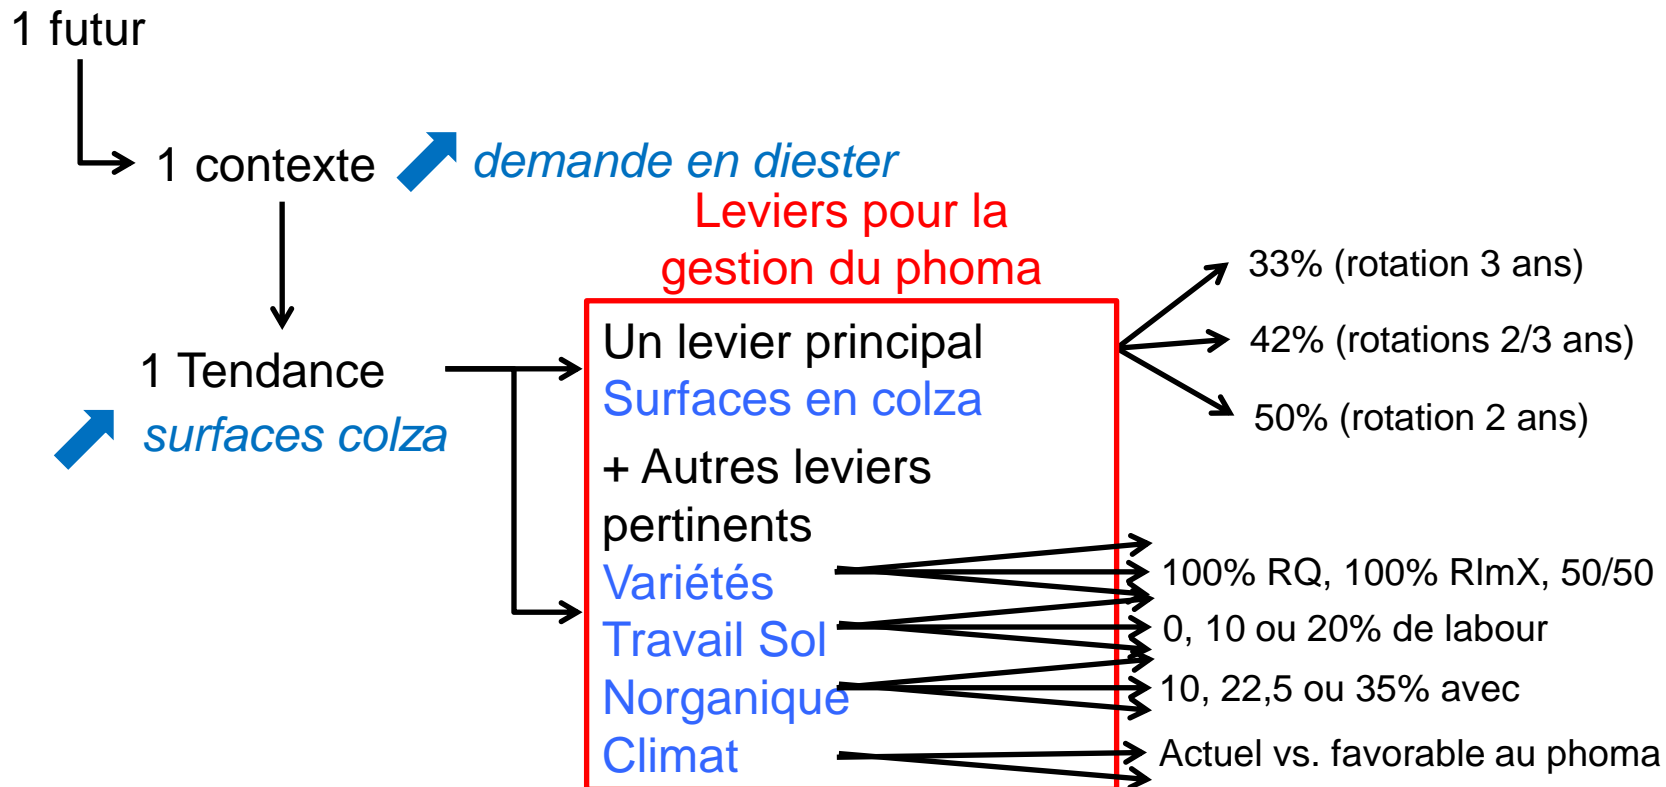 1 futur
1 contexte
demande en diester
Leviers pour la
gestion du phoma
33% (rotation 3 ans)
Un levier principal
42% (rotations 2/3 ans)
1 Tendance
Surfaces en colza
50% (rotation 2 ans)
surfaces colza
+ Autres leviers
pertinents
Variétés
100% RQ, 100% RlmX, 50/50
Travail Sol
0, 10 ou 20% de labour
Norganique
10, 22,5 ou 35% avec
Climat
Actuel vs. favorable au phoma